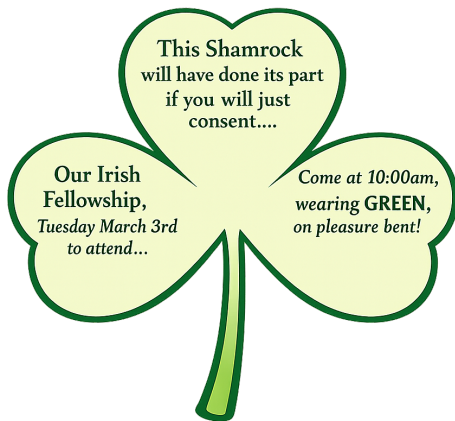 This Shamrock
will have done its part
if you will just
consent....
Our Irish
Fellowship,
Tuesday March 3rd
to attend...
Come at 10:00am,
wearing GREEN,
on pleasure bent!